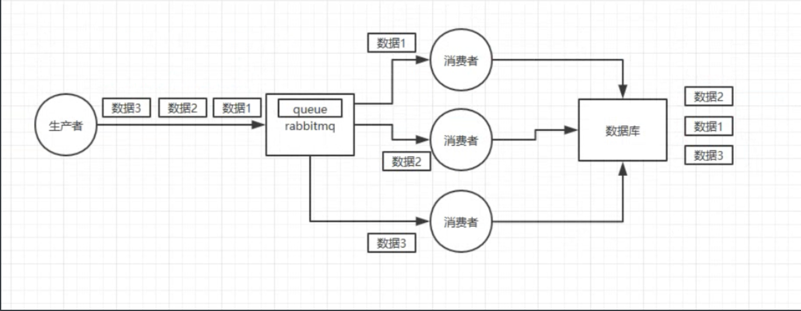 数据1
消费者
数据3 数据2 数据1
queue
rabbitmq
生产者
数据2
消费者
数据库
数据2
数据1
数据3
消费者
数据3